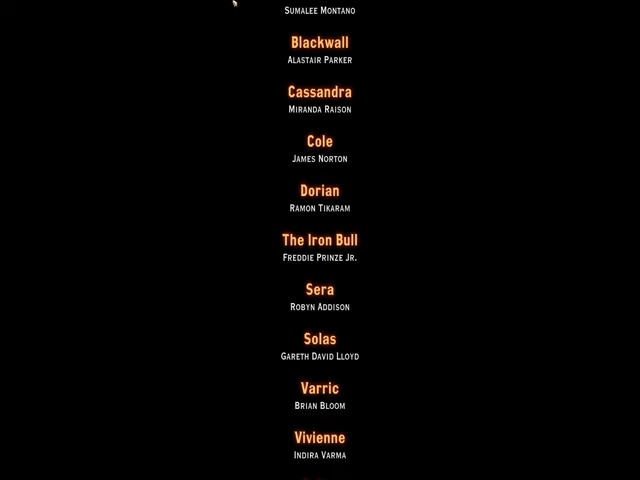 Sumalee Montano
Blackwall
Alastair Parker
Cassandra
Miranda Raison
Cole
James Norton
Dorian
Ramon Tikaram
The Iron Bull
Freddie Prinze Jr.
Sera
Robyn Addison
Solas
Gareth David Lloyd
Varric
Brian Bloom
Vivienne
Indira Varma